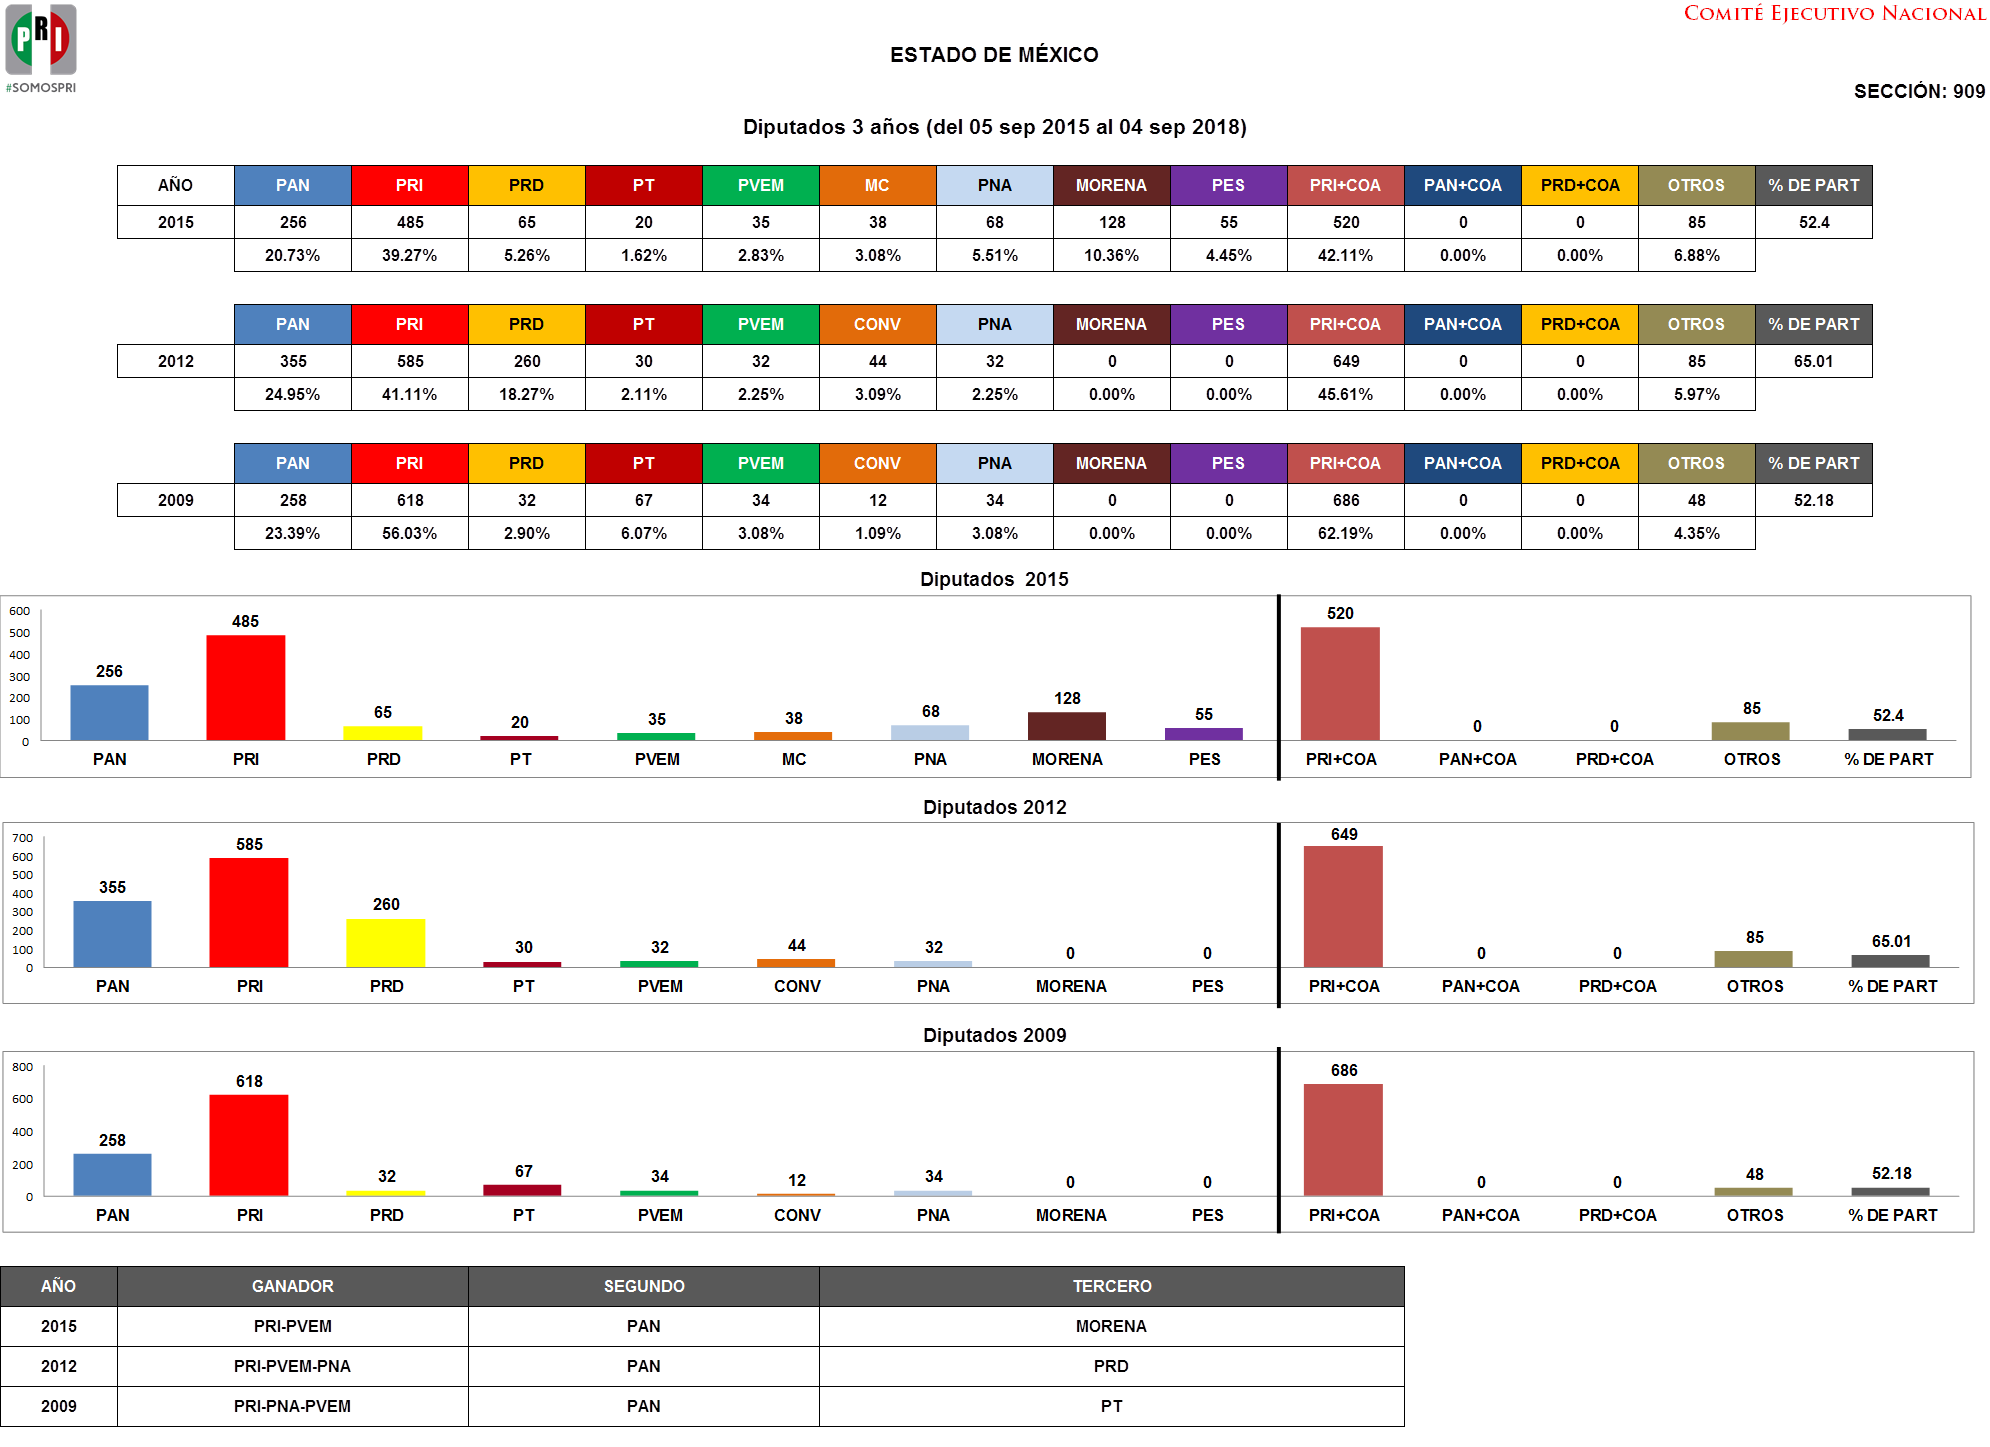 PRI
#SOMOSPRI
COMITÉ EJECUTIVO NACIONAL
ESTADO DE MÉXICO
SECCIÓN: 909
Diputados 3 años (del 05 sep 2015 al 04 sep 2018)
AÑO PAN PRI PRD PT PVEM MC PNA MORENA PES PRI+COA PAN+COA PRD+COA OTROS % DE PART
2015 256 485 65 20 35 38 68 128 55 520 0 0 85 52.4
20.73% 39.27% 5.26% 1.62% 2.83% 3.08% 5.51% 10.36% 4.45% 42.11% 0.00% 0.00% 6.88%
PAN PRI PRD PT PVEM CONV PNA MORENA PES PRI+COA PAN+COA PRD+COA OTROS % DE PART
2012 355 585 260 30 32 44 32 0 0 649 0 0 85 65.01
24.95% 41.11% 18.27% 2.11% 2.25% 3.09% 2.25% 0.00% 0.00% 45.61% 0.00% 0.00% 5.97%
PAN PRI PRD PT PVEM CONV PNA MORENA PES PRI+COA PAN+COA PRD+COA OTROS % DE PART
2009 258 618 32 67 34 12 34 0 0 686 0 0 48 52.18
23.39% 56.03% 2.90% 6.07% 3.08% 1.09% 3.08% 0.00% 0.00% 62.19% 0.00% 0.00% 4.35%
Diputados 2015
600
500
400
300
200
100
0
256 485 65 20 35 38 68 128 55 520 0 0 85 52.4
PAN PRI PRD PT PVEM MC PNA MORENA PES PRI+COA PAN+COA PRD+COA OTROS % DE PART
Diputados 2012
700
600
500
400
300
200
100
0
355 585 260 30 32 44 32 0 0 649 0 0 85 65.01
PAN PRI PRD PT PVEM CONV PNA MORENA PES PRI+COA PAN+COA PRD+COA OTROS % DE PART
Diputados 2009
800
600
400
200
0
258 618 32 67 34 12 34 0 0 686 0 0 48 52.18
PAN PRI PRD PT PVEM CONV PNA MORENA PES PRI+COA PAN+COA PRD+COA OTROS % DE PART
AÑO GANADOR SEGUNDO TERCERO
2015 PRI-PVEM PAN MORENA
2012 PRI-PVEM-PNA PAN PRD
2009 PRI-PNA-PVEM PAN PT